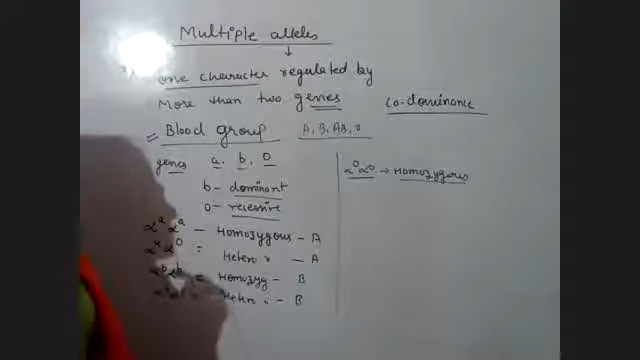 Multiple alleles
one character regulated by
More than two genes
co-dominance
= Blood group A, B, AB, O
genes a, b, o
b - dominant
o - recessive
- Homozygous - A
= Hetero - A
= Homozyg - B
Hetro - B
→ Homozygous